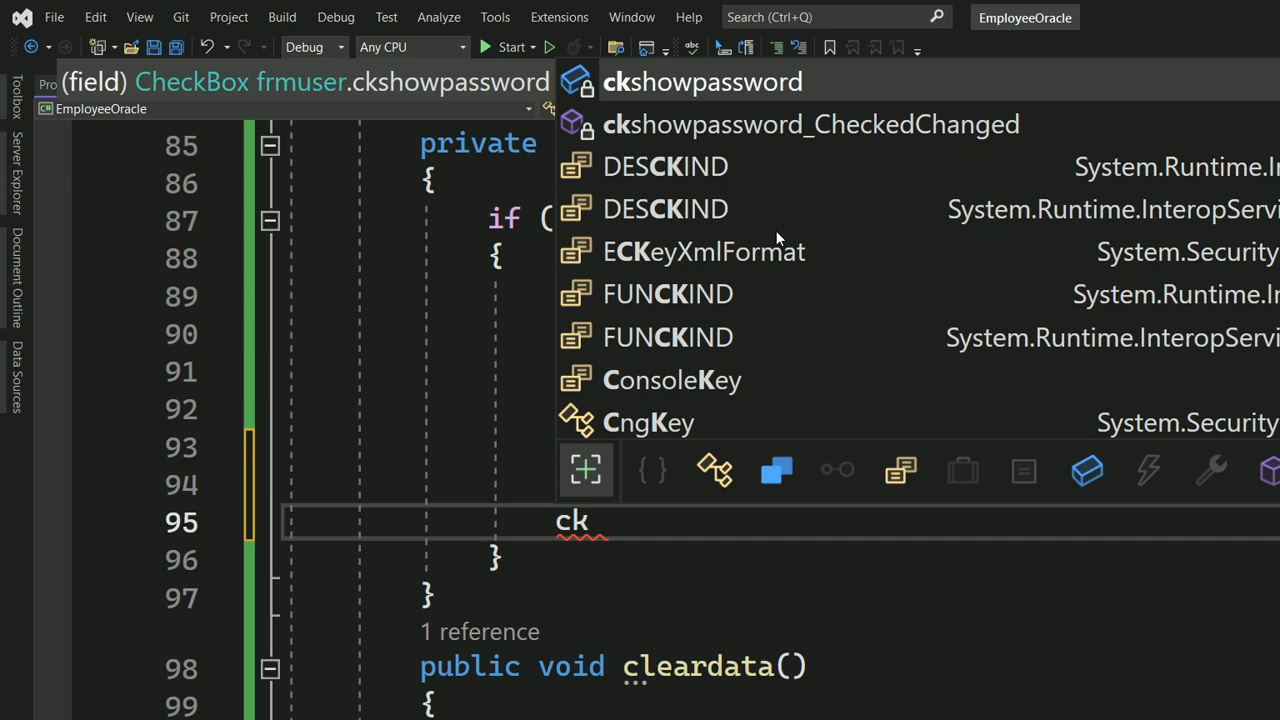 File Edit View Git Project Build Debug Test Analyze Tools Extensions Window Help Search (Ctrl+Q) EmployeeOracle
Debug Any CPU Start
Toolbox
Server Explorer
Document Outline
Data Sources
Pro
(field) CheckBox frmuser.ckshowpassword
C# EmployeeOracle
ckshowpassword
ckshowpassword_CheckedChanged
DESCKIND System.Runtime.I
DESCKIND System.Runtime.InteropServi
ECKeyXmlFormat System.Security
FUNCKIND System.Runtime.I
FUNCKIND System.Runtime.InteropServi
ConsoleKey
CngKey System.Security
85 private
86 {
87 if (
88 {
89
90
91
92
93
94
95 ck
96 }
97 }
1 reference
98 public void cleardata()
99 {